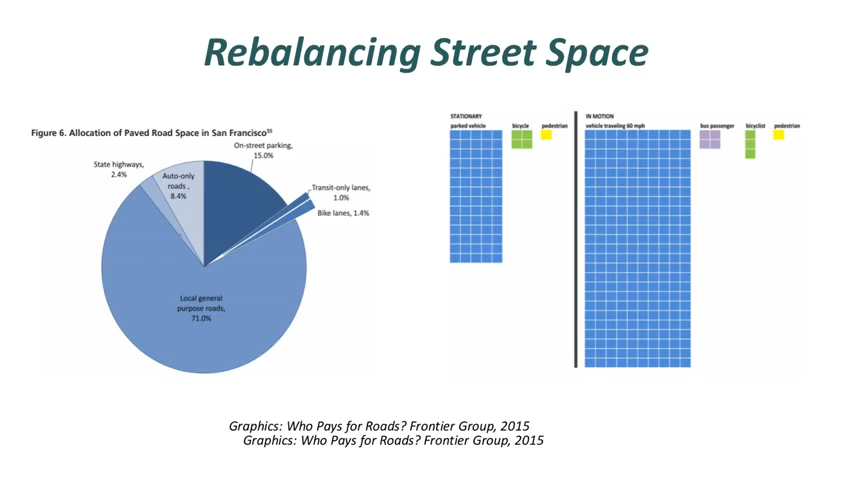 Rebalancing Street Space
Figure 6. Allocation of Paved Road Space in San Francisco⁵⁵
On-street parking,
15.0%
State highways,
2.4%
Auto-only
roads ,
8.4%
Transit-only lanes,
1.0%
Bike lanes, 1.4%
Local general
purpose roads,
71.0%
STATIONARY
parked vehicle
bicycle
pedestrian
IN MOTION
vehicle traveling 60 mph
bus passenger
bicyclist
pedestrian
Graphics: Who Pays for Roads? Frontier Group, 2015
Graphics: Who Pays for Roads? Frontier Group, 2015